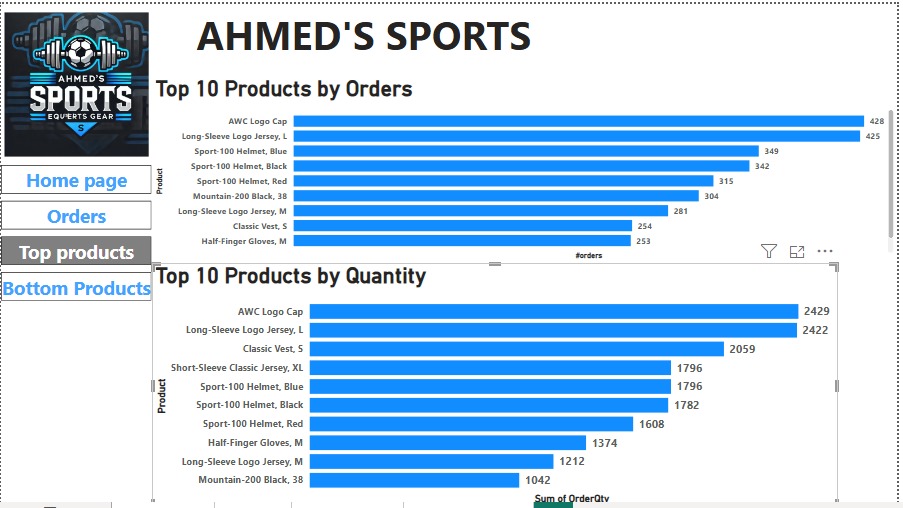 AHMED'S SPORTS
AHMED'S
SPORTS
EQUERTS GEAR
S
Home page
Orders
Top products
Bottom Products
Top 10 Products by Orders
Product
AWC Logo Cap 428
Long-Sleeve Logo Jersey, L 425
Sport-100 Helmet, Blue 349
Sport-100 Helmet, Black 342
Sport-100 Helmet, Red 315
Mountain-200 Black, 38 304
Long-Sleeve Logo Jersey, M 281
Classic Vest, S 254
Half-Finger Gloves, M 253
#orders
Top 10 Products by Quantity
Product
AWC Logo Cap 2429
Long-Sleeve Logo Jersey, L 2422
Classic Vest, S 2059
Short-Sleeve Classic Jersey, XL 1796
Sport-100 Helmet, Blue 1796
Sport-100 Helmet, Black 1782
Sport-100 Helmet, Red 1608
Half-Finger Gloves, M 1374
Long-Sleeve Logo Jersey, M 1212
Mountain-200 Black, 38 1042
Sum of OrderQty